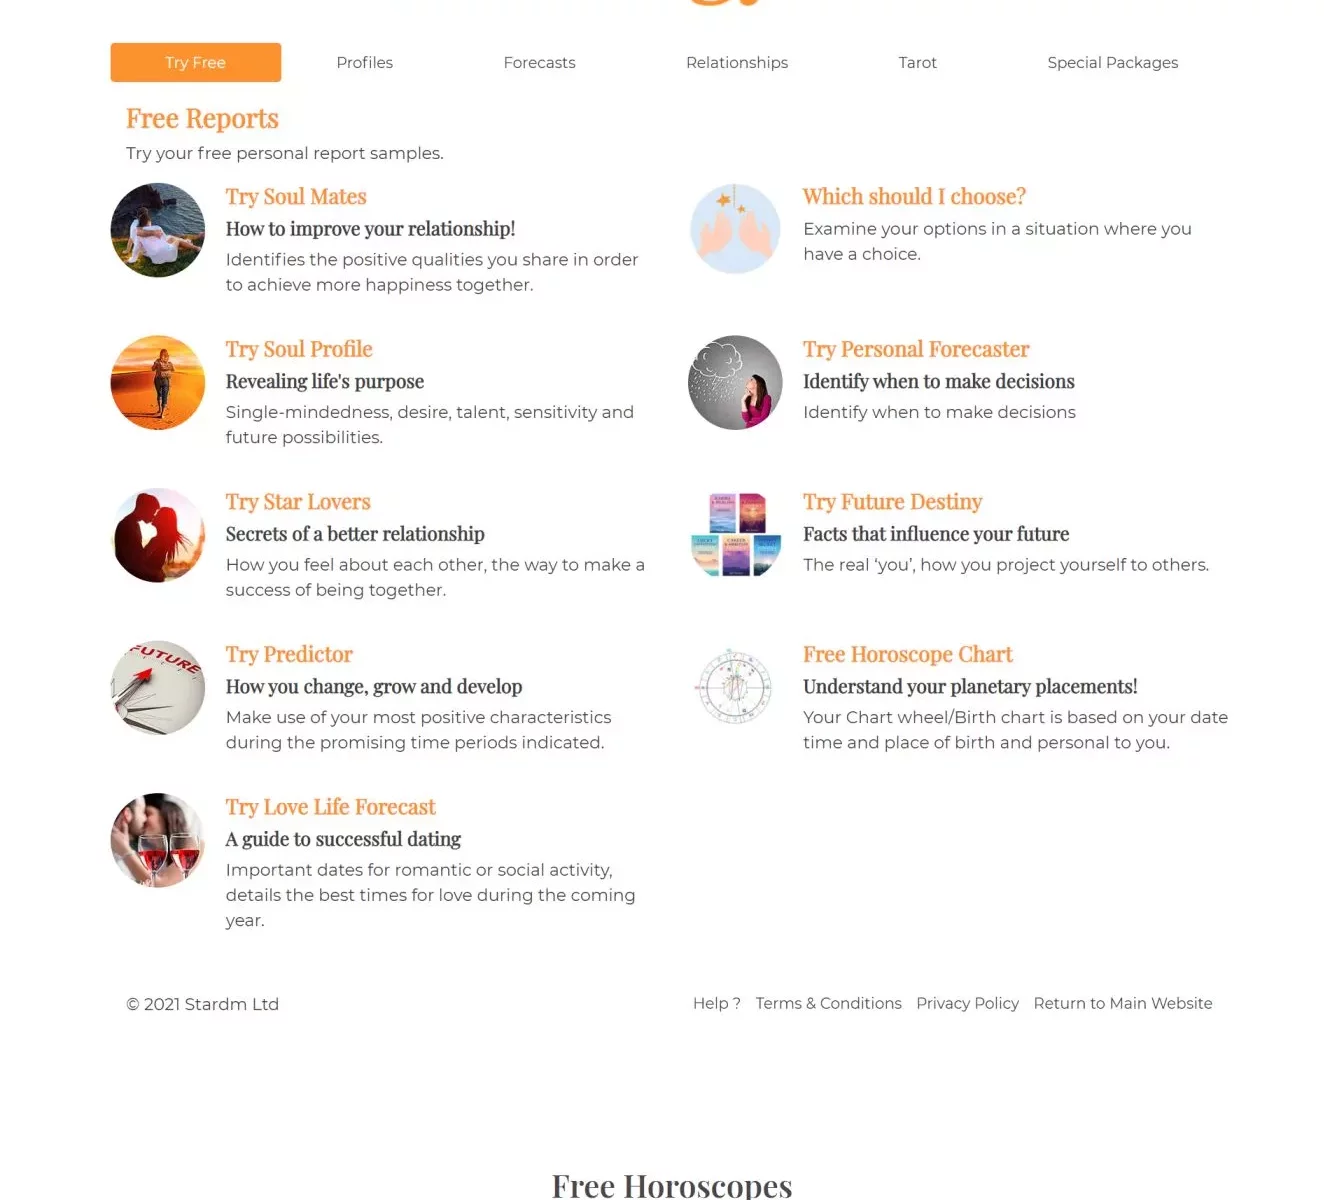 Try Free
Profiles
Forecasts
Relationships
Tarot
Special Packages
Free Reports
Try your free personal report samples.
Try Soul Mates
How to improve your relationship!
Identifies the positive qualities you share in order
to achieve more happiness together.
Which should I choose?
Examine your options in a situation where you
have a choice.
Try Soul Profile
Revealing life's purpose
Single-mindedness, desire, talent, sensitivity and
future possibilities.
Try Personal Forecaster
Identify when to make decisions
Identify when to make decisions
Try Star Lovers
Secrets of a better relationship
How you feel about each other, the way to make a
success of being together.
Try Future Destiny
Facts that influence your future
The real ‘you’, how you project yourself to others.
FUTURE
Try Predictor
How you change, grow and develop
Make use of your most positive characteristics
during the promising time periods indicated.
Free Horoscope Chart
Understand your planetary placements!
Your Chart wheel/Birth chart is based on your date
time and place of birth and personal to you.
Try Love Life Forecast
A guide to successful dating
Important dates for romantic or social activity,
details the best times for love during the coming
year.
© 2021 Stardm Ltd
Help ?
Terms & Conditions
Privacy Policy
Return to Main Website
Free Horoscopes